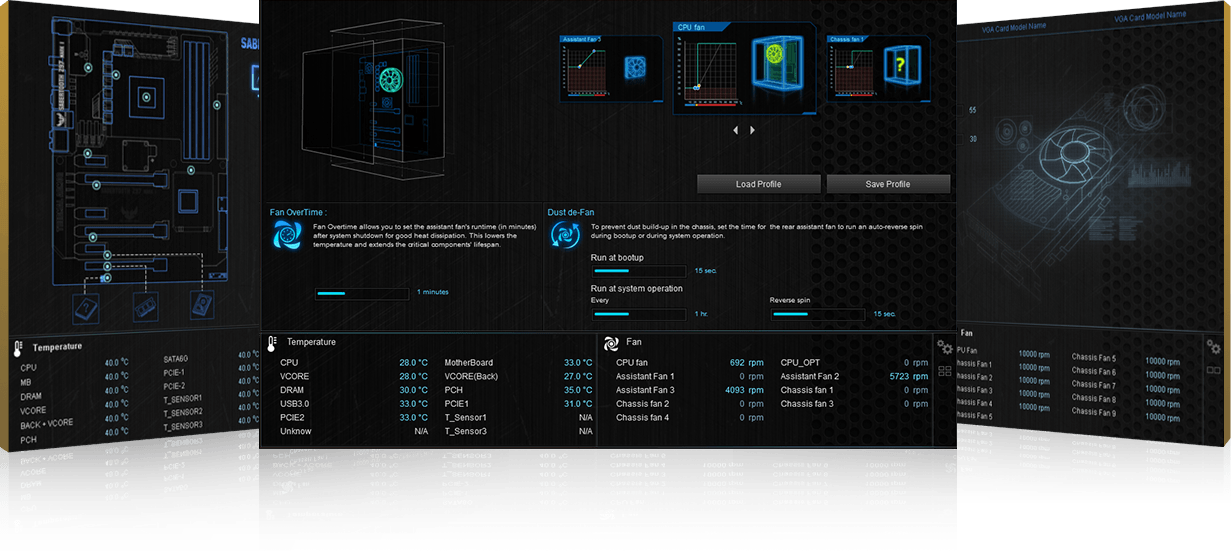 Temperature
CPU 40.0 °C
MB 40.0 °C
DRAM 40.0 °C
VCORE 40.0 °C
BACK + VCORE 40.0 °C
PCH 40.0 °C
SATA6G 40.0 °C
PCIE-1 40.0 °C
PCIE-2 40.0 °C
T_SENSOR1 40.0 °C
T_SENSOR2 40.0 °C
T_SENSOR3 40.0 °C
Assistant Fan 3
CPU fan
Chassis fan 1
Load Profile
Save Profile
Fan OverTime :
Fan Overtime allows you to set the assistant fan's runtime (in minutes)
after system shutdown for good heat dissipation. This lowers the
temperature and extends the critical components' lifespan.
1 minutes
Dust de-Fan
To prevent dust build-up in the chassis, set the time for the rear assistant fan to run an auto-reverse spin
during bootup or during system operation.
Run at bootup
15 sec.
Run at system operation
Every
1 hr.
Reverse spin
15 sec.
Temperature
CPU 28.0 °C MotherBoard 33.0 °C
VCORE 28.0 °C VCORE(Back) 27.0 °C
DRAM 30.0 °C PCH 35.0 °C
USB3.0 33.0 °C PCIE1 31.0 °C
PCIE2 33.0 °C T_Sensor1 N/A
Unknow N/A T_Sensor3 N/A
Fan
CPU fan 692 rpm CPU_OPT 0 rpm
Assistant Fan 1 0 rpm Assistant Fan 2 5723 rpm
Assistant Fan 3 4093 rpm Chassis fan 1 0 rpm
Chassis fan 2 0 rpm Chassis fan 3 0 rpm
Chassis fan 4 0 rpm
VGA Card Model Name
VGA Card Model Name
55
30
Fan
PU Fan 10000 rpm
hassis Fan 1 10000 rpm
hassis Fan 2 10000 rpm
hassis Fan 3 10000 rpm
hassis Fan 4 10000 rpm
Chassis Fan 5 10000 rpm
Chassis Fan 6 10000 rpm
Chassis Fan 7 10000 rpm
Chassis Fan 8 10000 rpm
Chassis Fan 9 10000 rpm